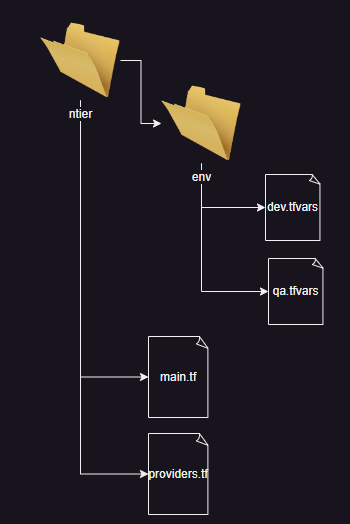 ntier
env
dev.tfvars
qa.tfvars
main.tf
providers.tf